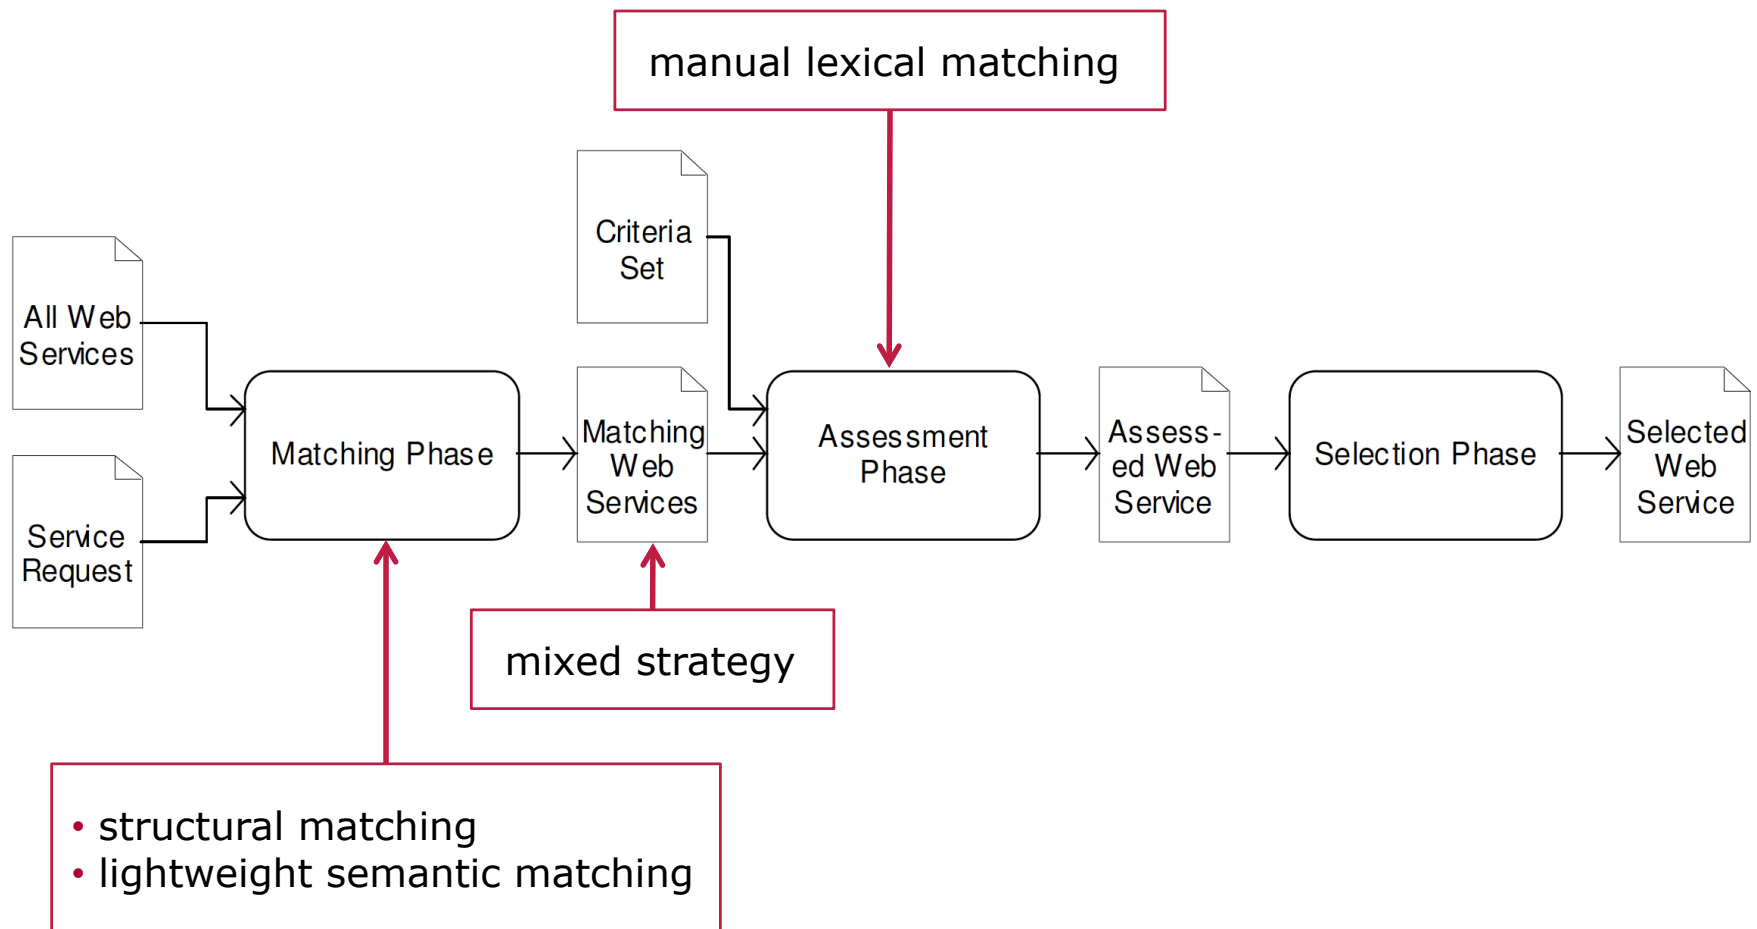 manual lexical matching
Criteria
Set
All Web
Services
Matching Phase
Matching
Web
Services
Assessment
Phase
Assess-
ed Web
Service
Selection Phase
Selected
Web
Service
Service
Request
mixed strategy
• structural matching
• lightweight semantic matching